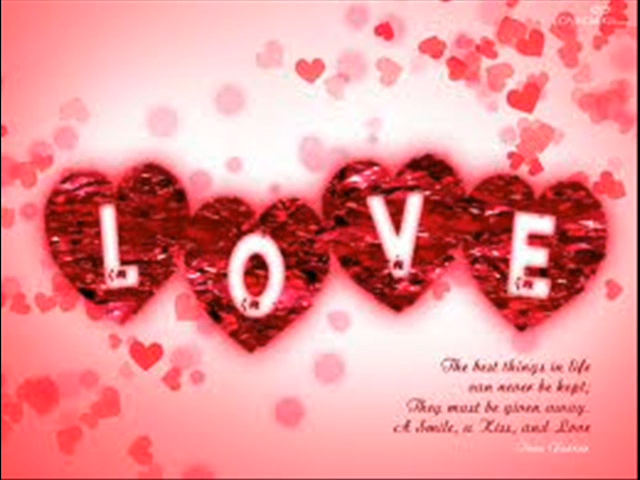 LOVE
The best things in life
can never be kept;
They must be given away.
A Smile, a Kiss, and Love